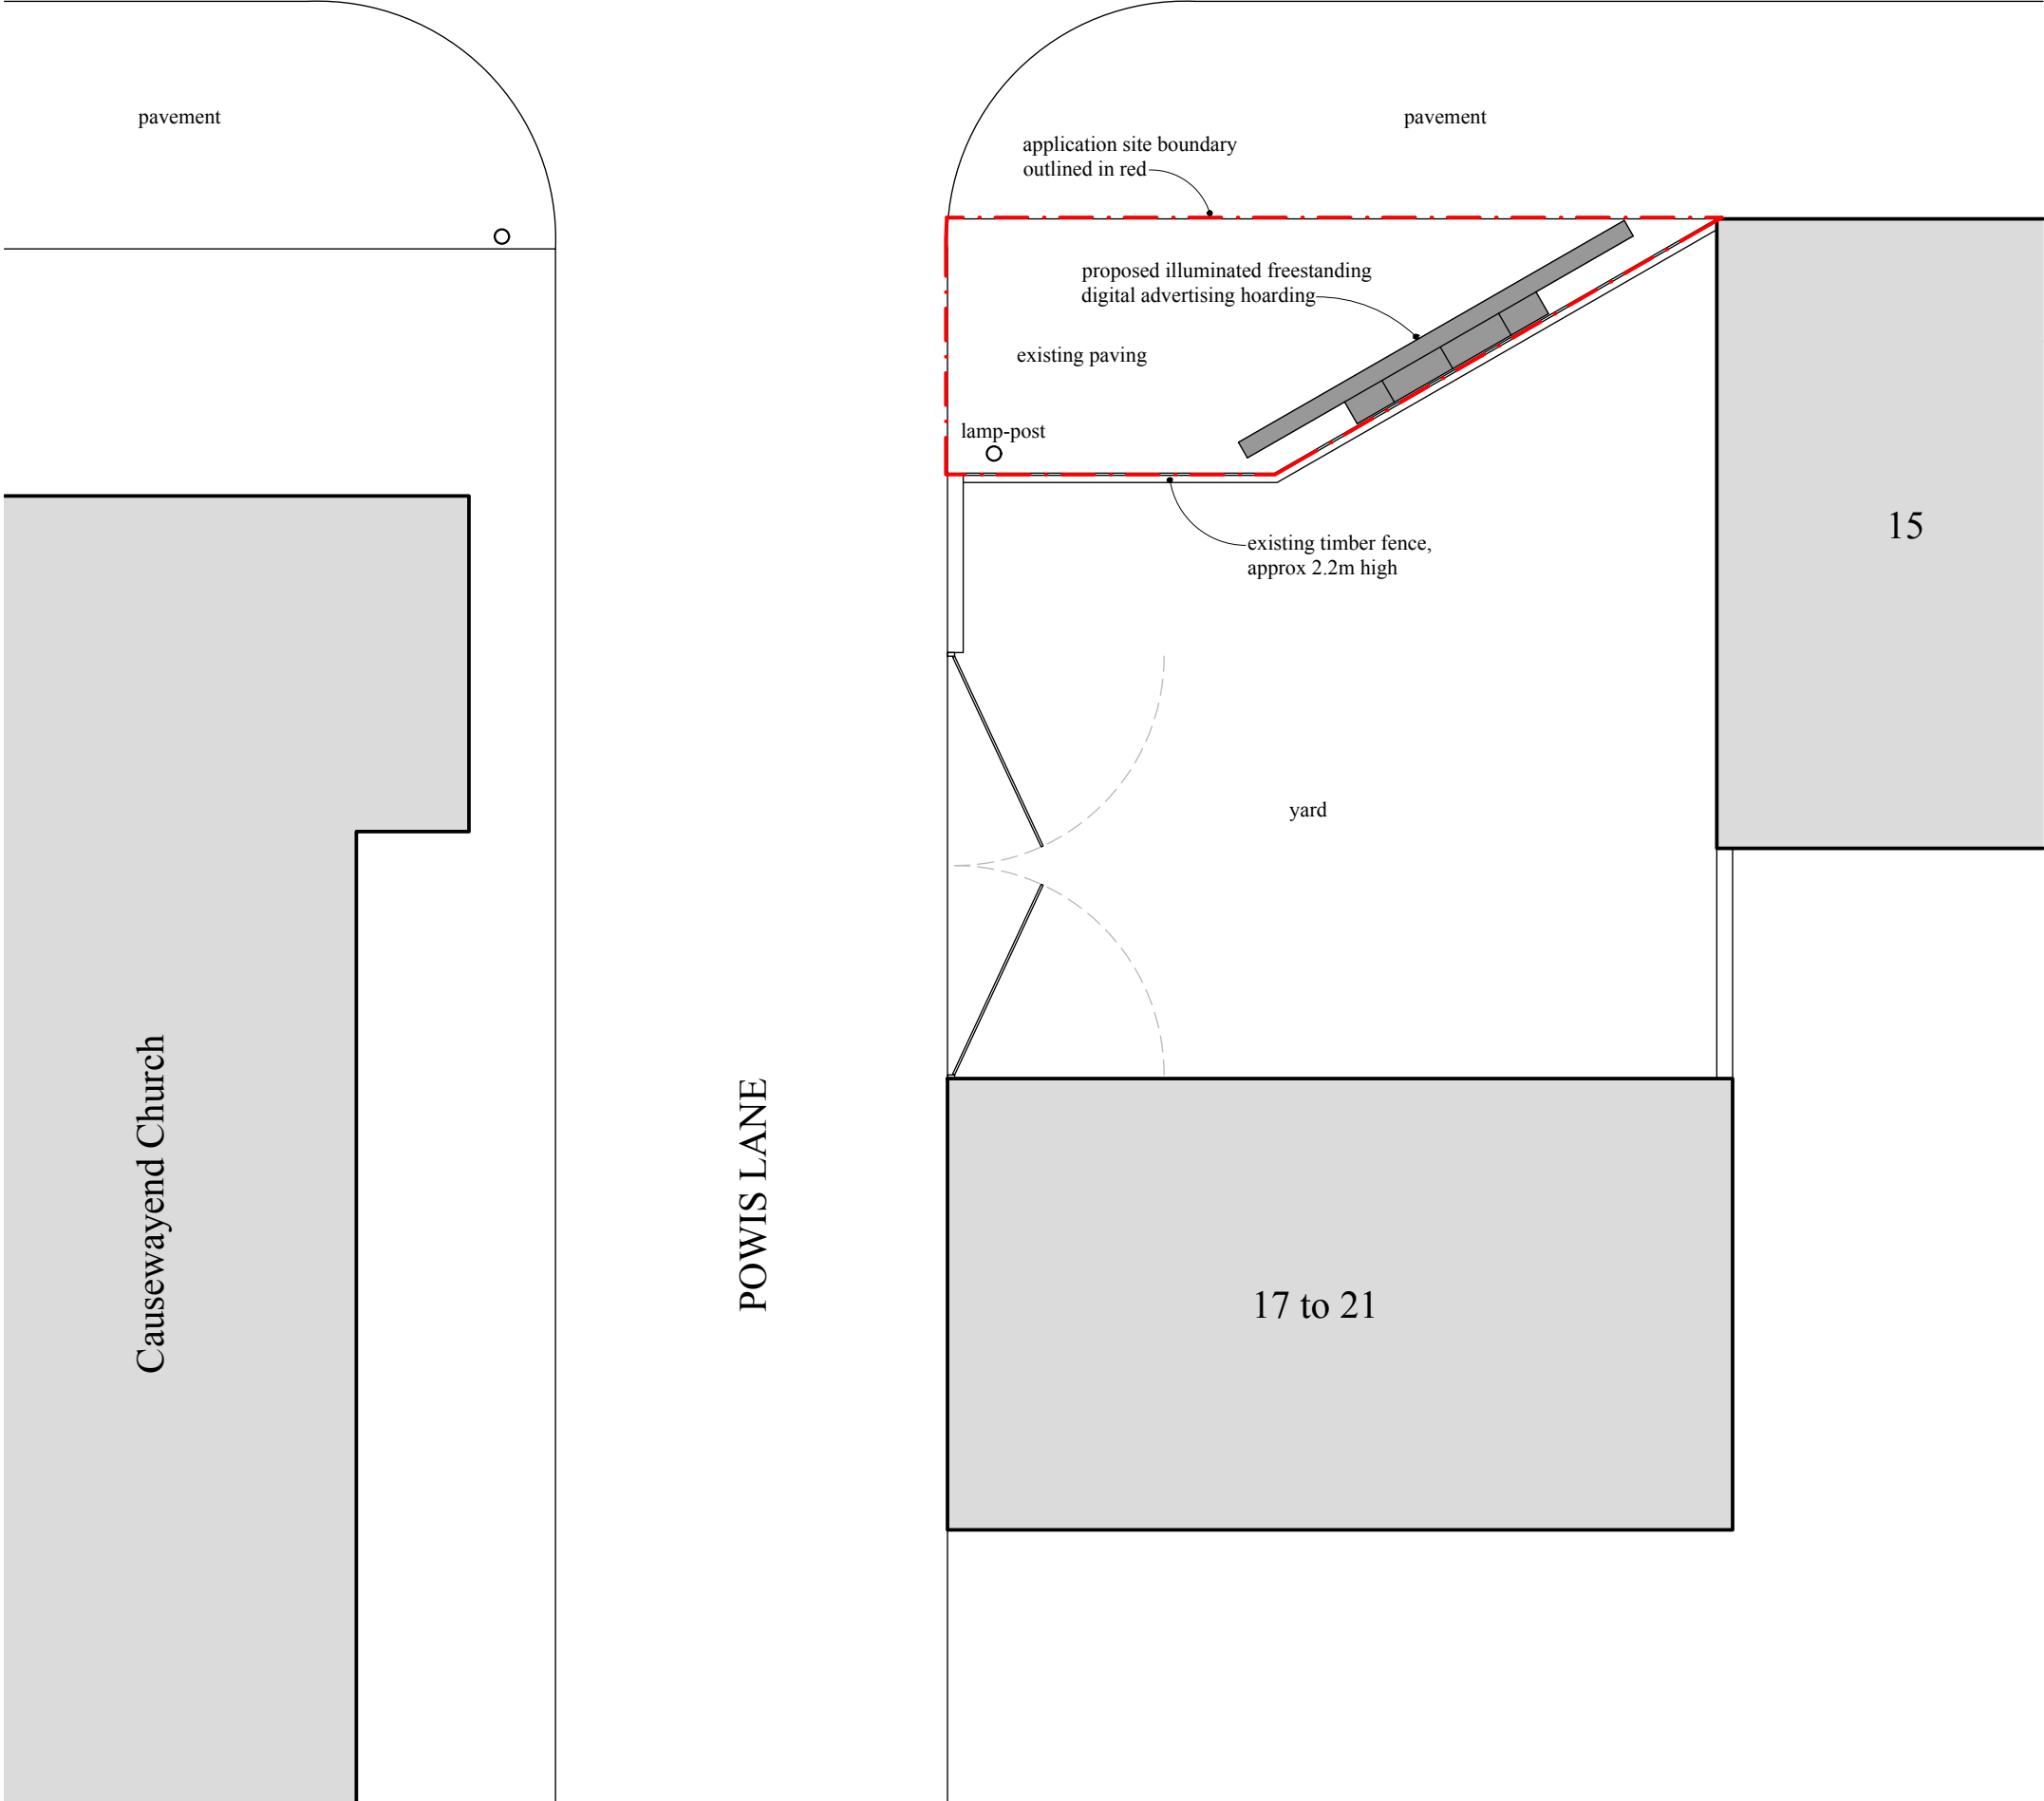 pavement
pavement
application site boundary
outlined in red
proposed illuminated freestanding
digital advertising hoarding
existing paving
lamp-post
existing timber fence,
approx 2.2m high
15
yard
Causewayend Church
POWIS LANE
17 to 21